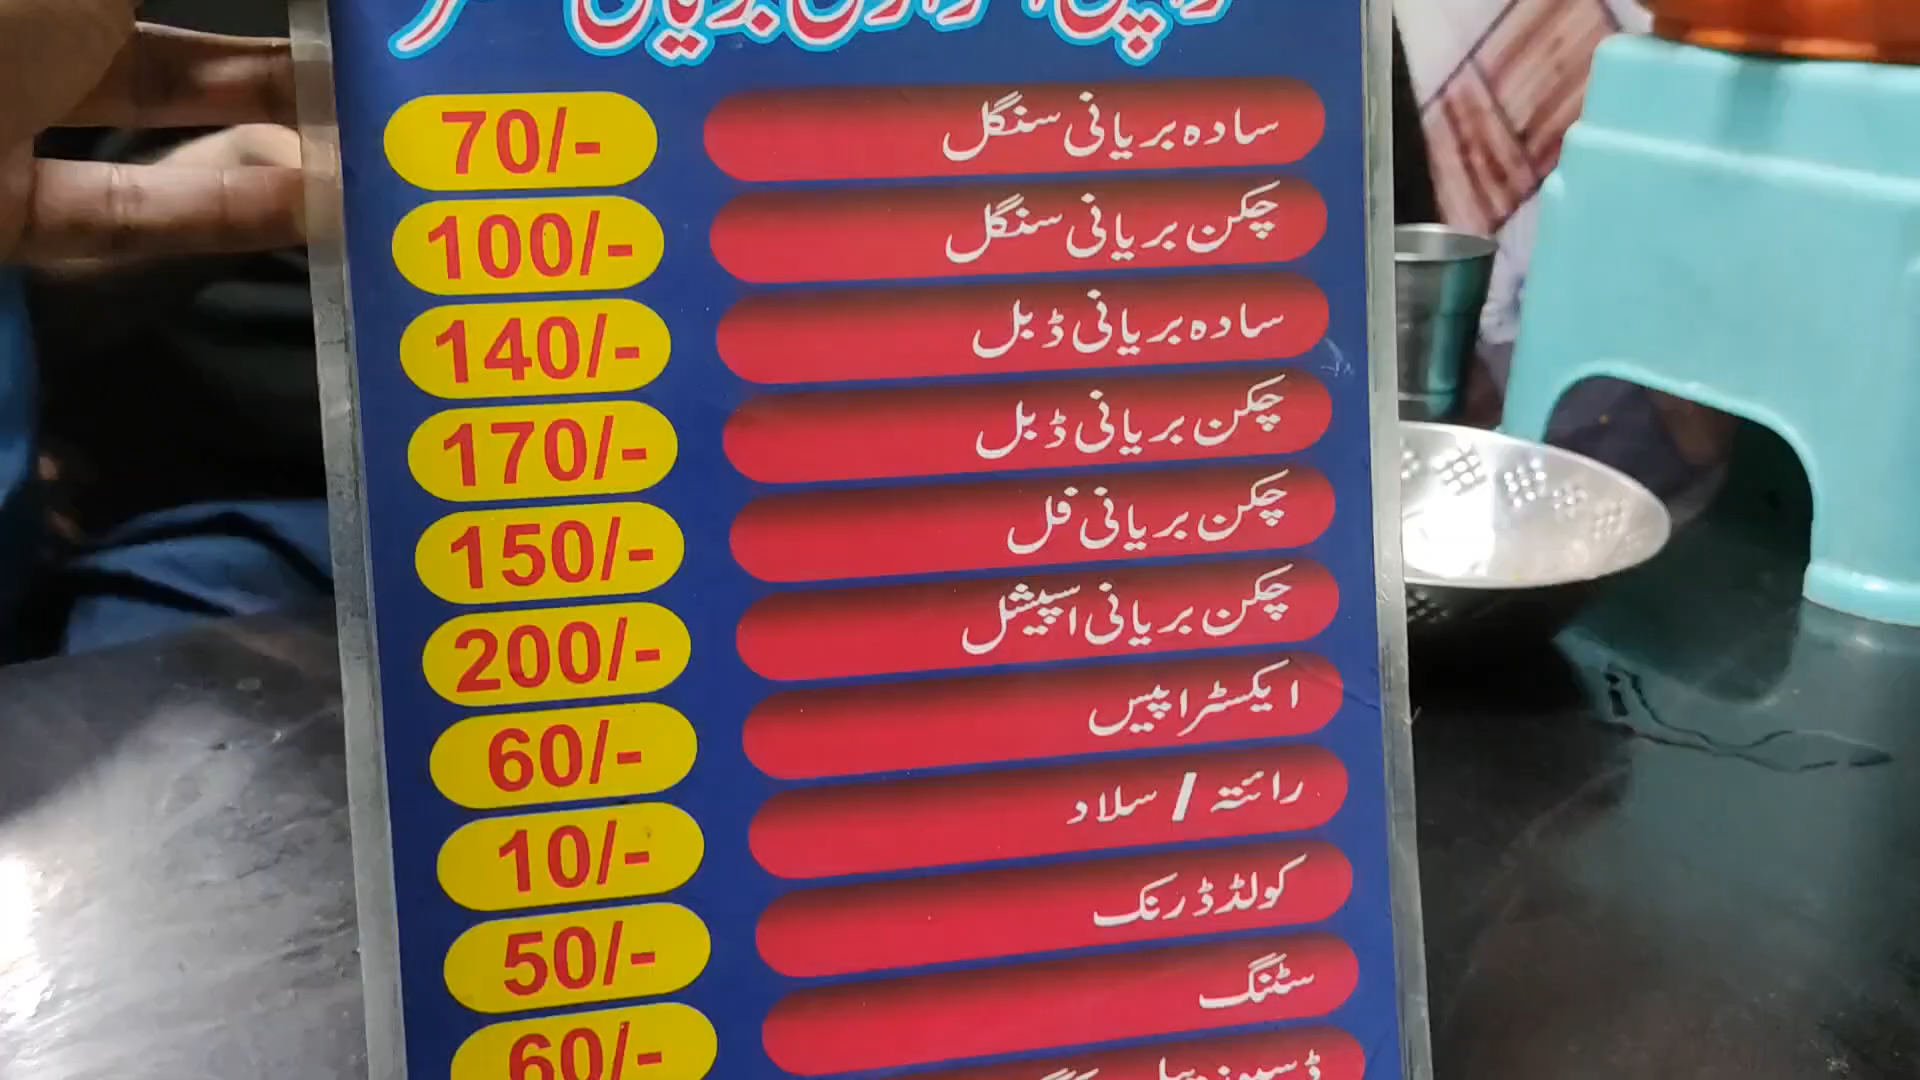 بریانی
سادہ بریانی سنگل 70/-
چکن بریانی سنگل 100/-
سادہ بریانی ڈبل 140/-
چکن بریانی ڈبل 170/-
چکن بریانی فل 150/-
چکن بریانی اسپیشل 200/-
ایکسٹرا پیس 60/-
رائتہ / سلاد 10/-
کولڈ ڈرنک 50/-
سٹنگ 60/-